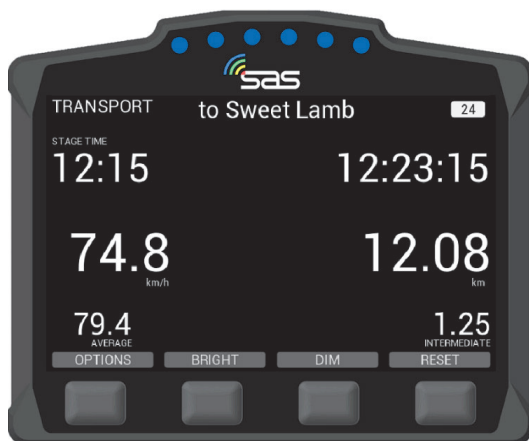 sas
TRANSPORT to Sweet Lamb 24
STAGE TIME
12:15 12:23:15
74.8 12.08
km/h km
79.4 1.25
AVERAGE INTERMEDIATE
OPTIONS BRIGHT DIM RESET